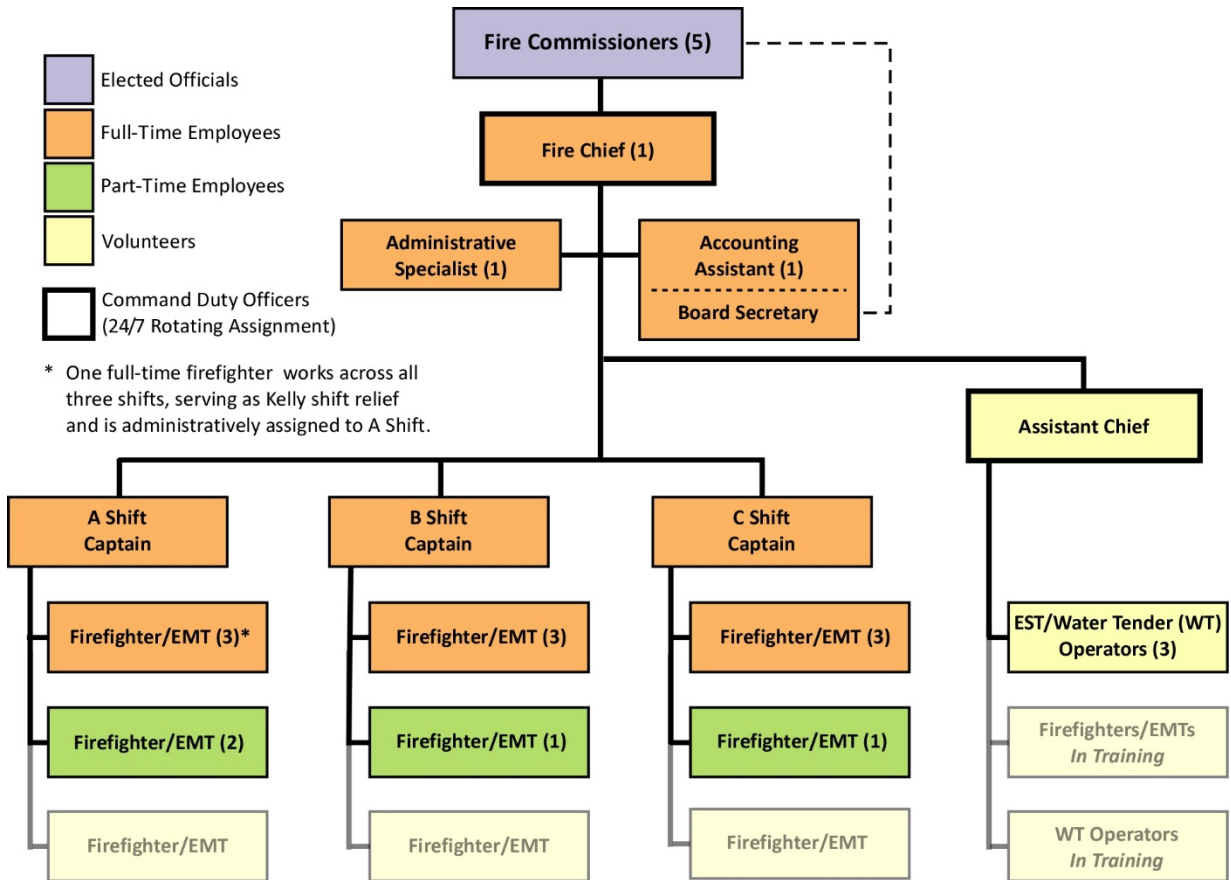 Fire Commissioners (5)
Elected Officials
Full-Time Employees
Part-Time Employees
Volunteers
Command Duty Officers
(24/7 Rotating Assignment)
* One full-time firefighter works across all
three shifts, serving as Kelly shift relief
and is administratively assigned to A Shift.
Fire Chief (1)
Administrative
Specialist (1)
Accounting
Assistant (1)
Board Secretary
Assistant Chief
A Shift
Captain
B Shift
Captain
C Shift
Captain
Firefighter/EMT (3)*
Firefighter/EMT (3)
Firefighter/EMT (3)
EST/Water Tender (WT)
Operators (3)
Firefighter/EMT (2)
Firefighter/EMT (1)
Firefighter/EMT (1)
Firefighters/EMTs
In Training
Firefighter/EMT
Firefighter/EMT
Firefighter/EMT
WT Operators
In Training